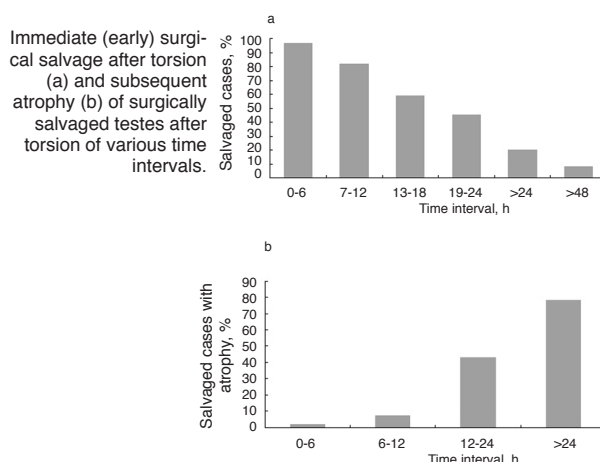 Immediate (early) surgi-
cal salvage after torsion
(a) and subsequent
atrophy (b) of surgically
salvaged testes after
torsion of various time
intervals.
a
Salvaged cases, %
100
90
80
70
60
50
40
30
20
10
0
0-6 7-12 13-18 19-24 >24 >48
Time interval, h
b
Salvaged cases with
atrophy, %
90
80
70
60
50
40
30
20
10
0
0-6 6-12 12-24 >24
Time interval, h